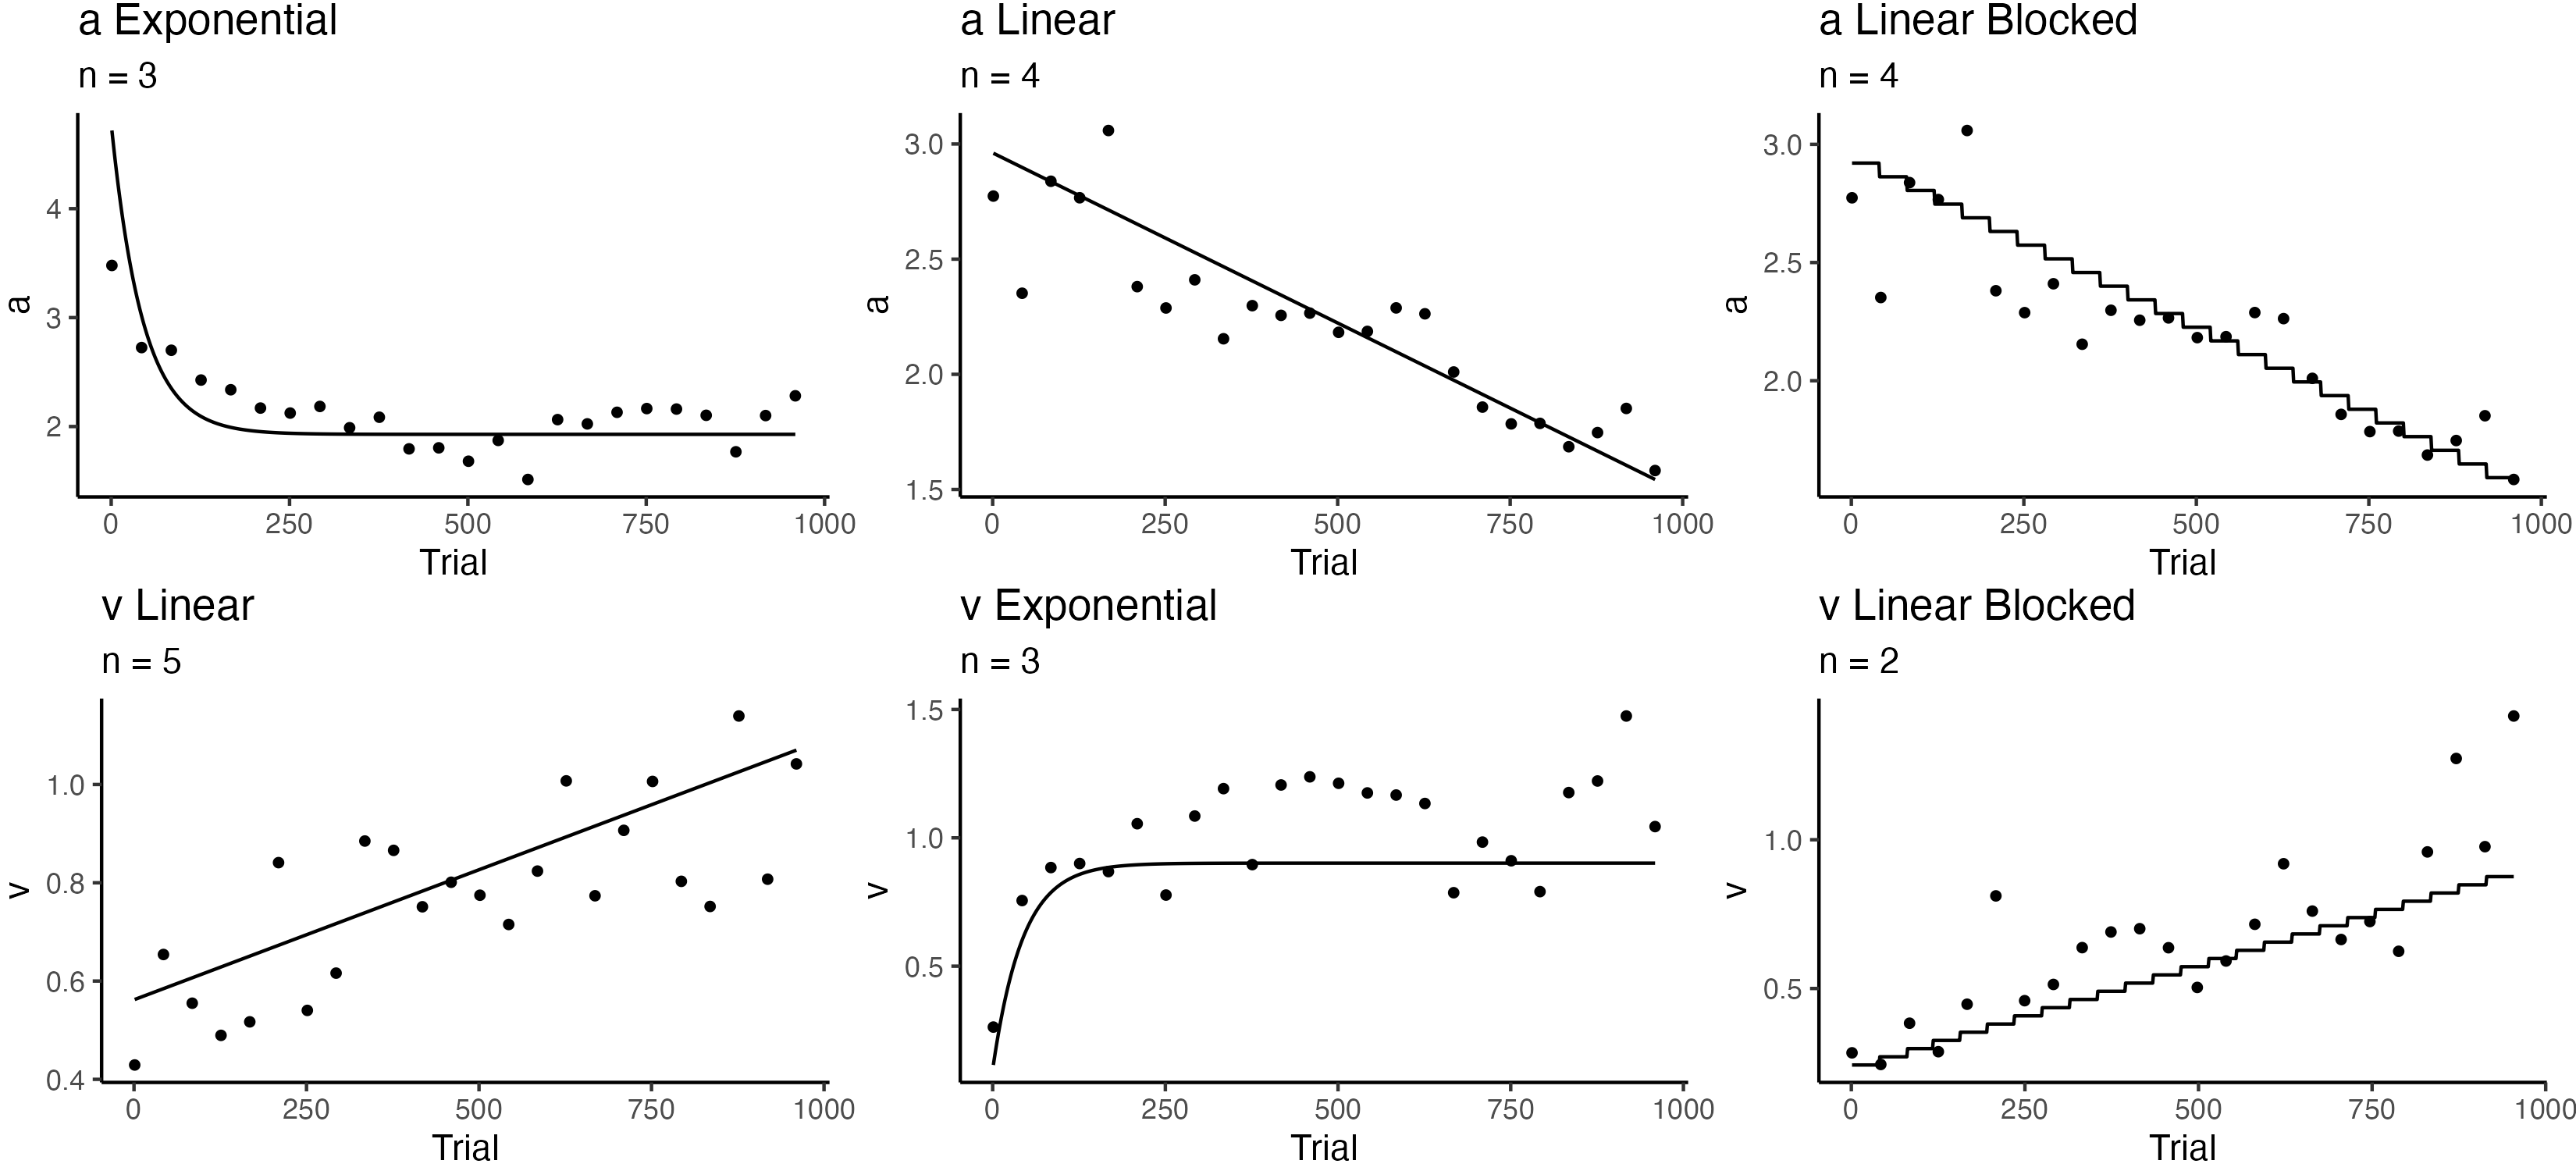 a Exponential
n = 3
4
3
2
a
0 250 500 750 1000
Trial
a Linear
n = 4
3.0
2.5
2.0
1.5
a
0 250 500 750 1000
Trial
a Linear Blocked
n = 4
3.0
2.5
2.0
a
0 250 500 750 1000
Trial
v Linear
n = 5
1.0
0.8
0.6
0.4
v
0 250 500 750 1000
Trial
v Exponential
n = 3
1.5
1.0
0.5
v
0 250 500 750 1000
Trial
v Linear Blocked
n = 2
1.0
0.5
v
0 250 500 750 1000
Trial